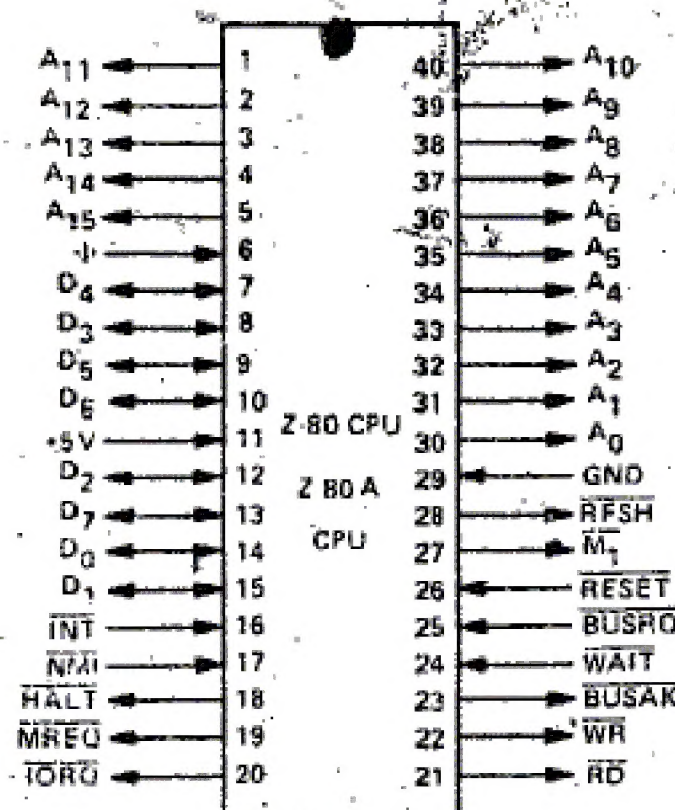 A11 1 40 A10
A12 2 39 A9
A13 3 38 A8
A14 4 37 A7
A15 5 36 A6
6 35 A5
D4 7 34 A4
D3 8 33 A3
D5 9 32 A2
D6 10 31 A1
+5V 11 Z-80 CPU 30 A0
D2 12 Z 80 A 29 GND
D7 13 28 RFSH
D0 14 CPU 27 M1
D1 15 26 RESET
INT 16 25 BUSRQ
NMI 17 24 WAIT
HALT 18 23 BUSAK
MREQ 19 22 WR
IORQ 20 21 RD